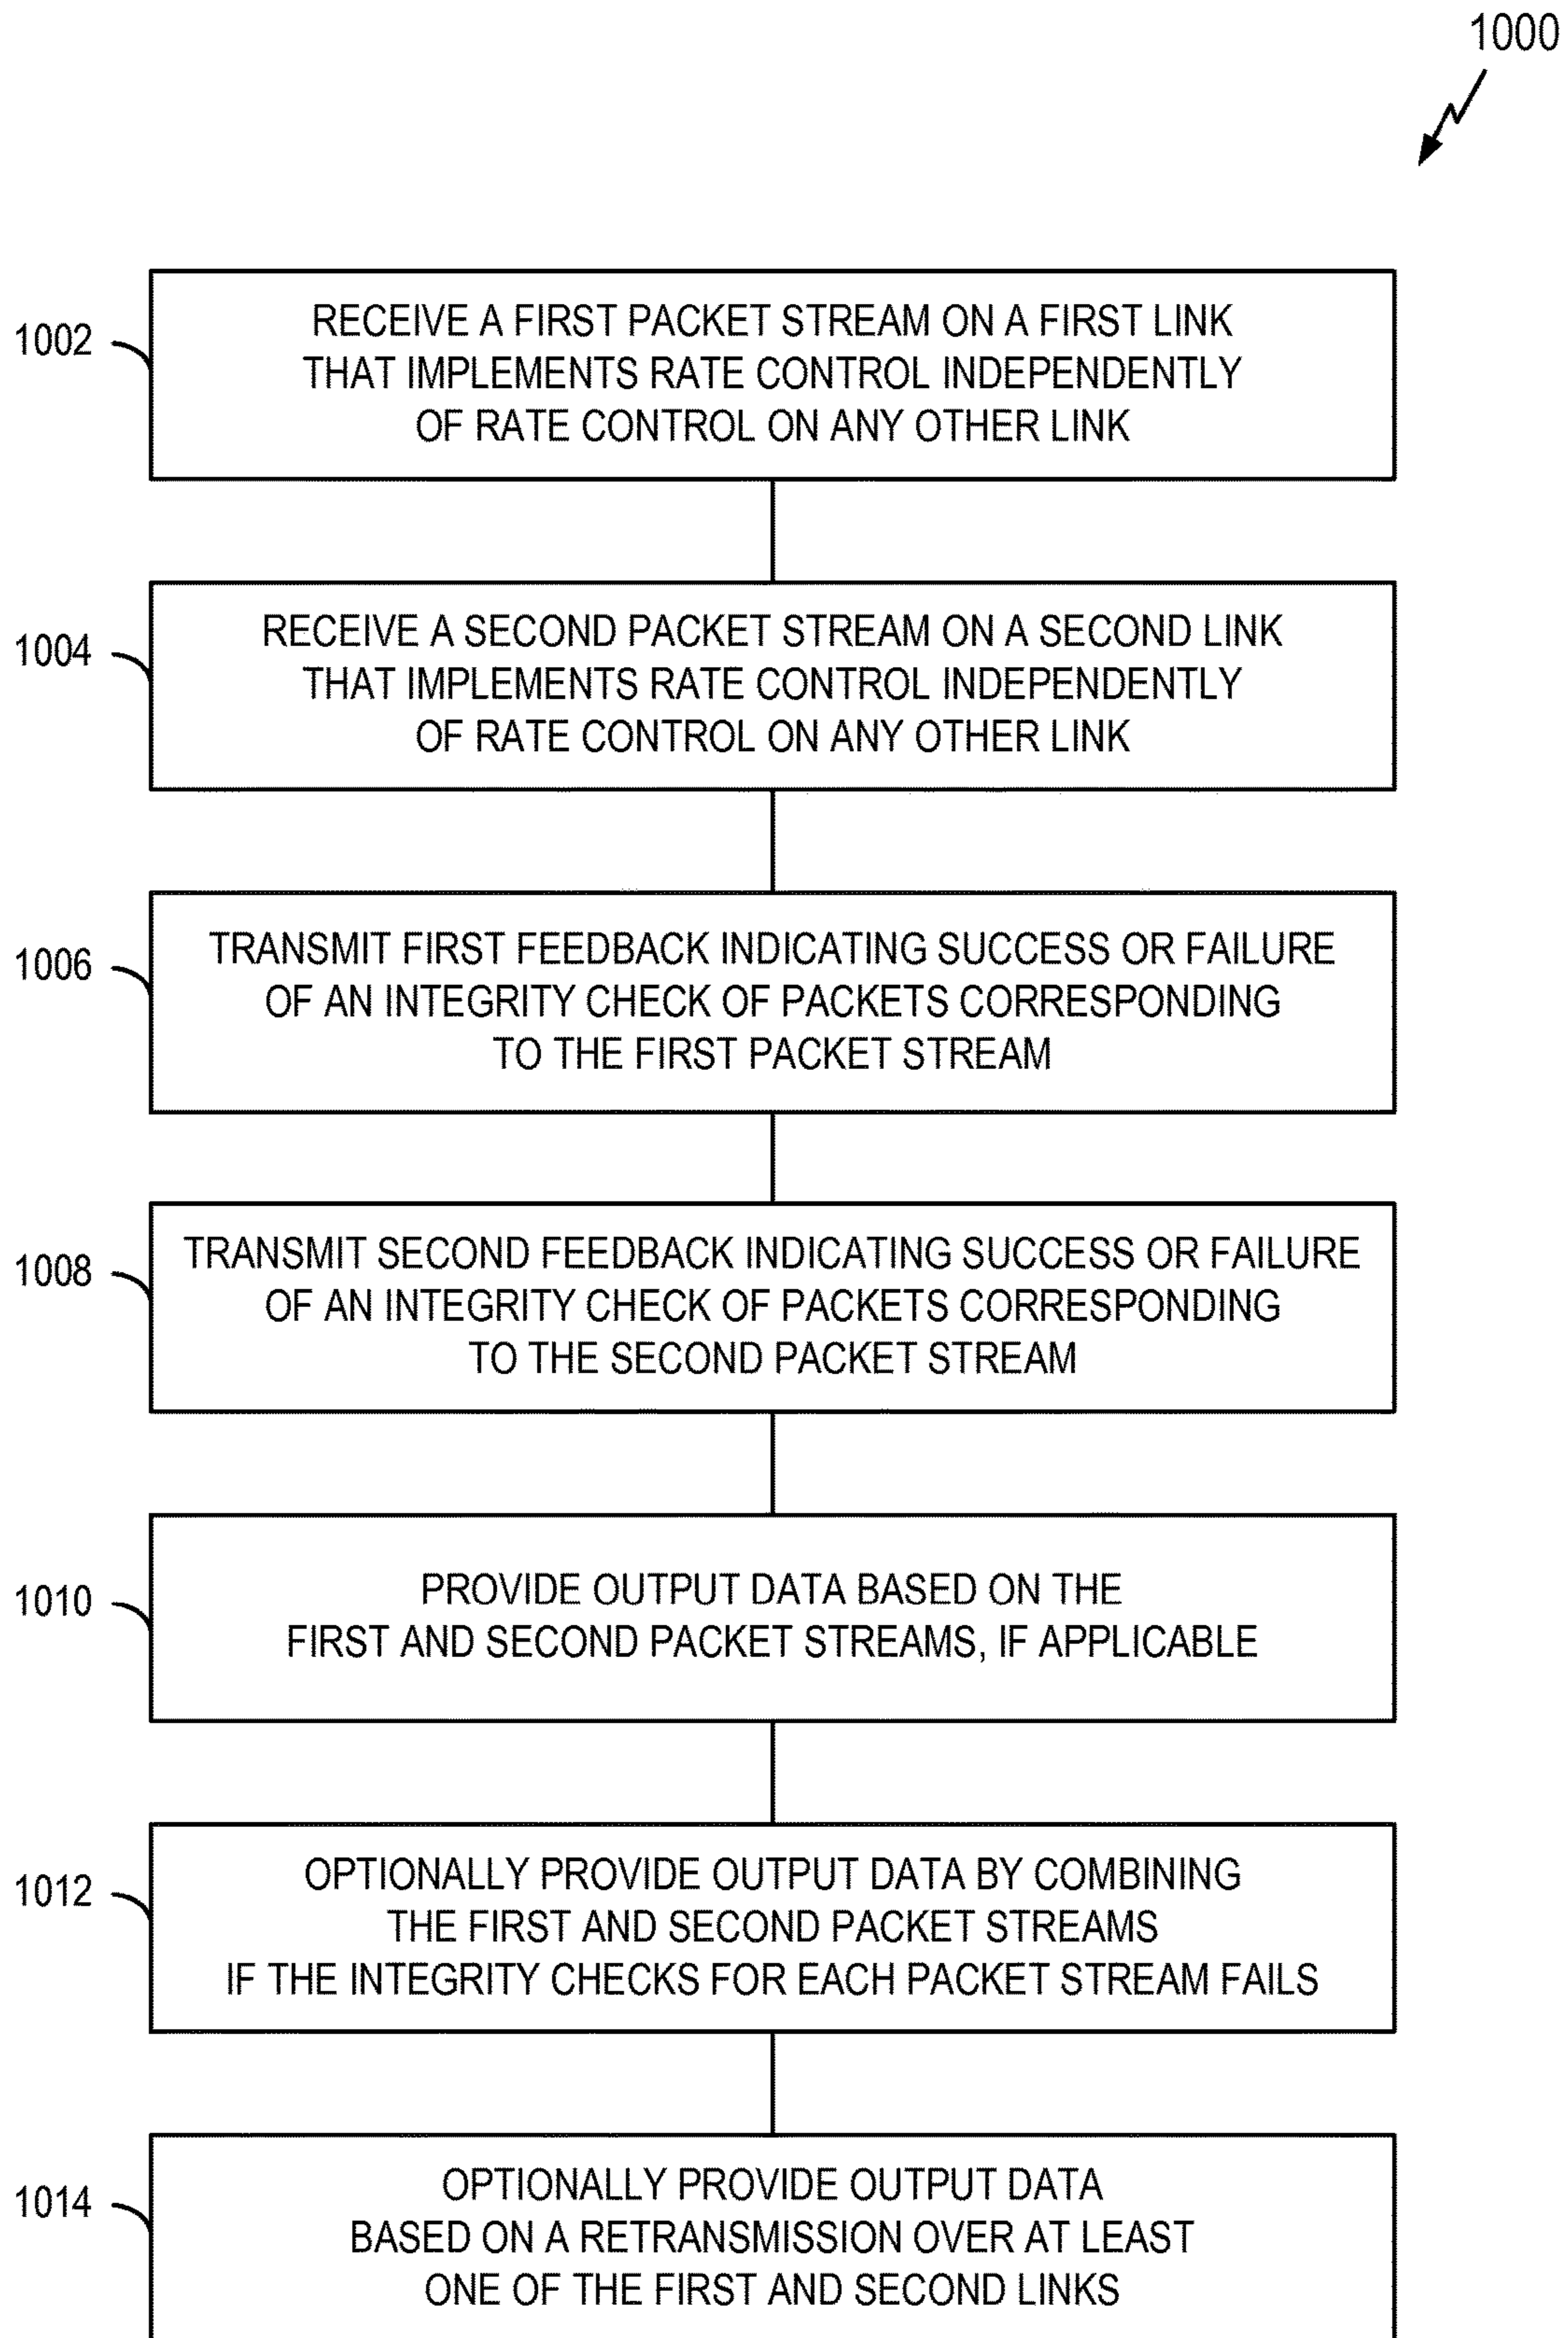 1000
1002
RECEIVE A FIRST PACKET STREAM ON A FIRST LINK
THAT IMPLEMENTS RATE CONTROL INDEPENDENTLY
OF RATE CONTROL ON ANY OTHER LINK
1004
RECEIVE A SECOND PACKET STREAM ON A SECOND LINK
THAT IMPLEMENTS RATE CONTROL INDEPENDENTLY
OF RATE CONTROL ON ANY OTHER LINK
1006
TRANSMIT FIRST FEEDBACK INDICATING SUCCESS OR FAILURE
OF AN INTEGRITY CHECK OF PACKETS CORRESPONDING
TO THE FIRST PACKET STREAM
1008
TRANSMIT SECOND FEEDBACK INDICATING SUCCESS OR FAILURE
OF AN INTEGRITY CHECK OF PACKETS CORRESPONDING
TO THE SECOND PACKET STREAM
1010
PROVIDE OUTPUT DATA BASED ON THE
FIRST AND SECOND PACKET STREAMS, IF APPLICABLE
1012
OPTIONALLY PROVIDE OUTPUT DATA BY COMBINING
THE FIRST AND SECOND PACKET STREAMS
IF THE INTEGRITY CHECKS FOR EACH PACKET STREAM FAILS
1014
OPTIONALLY PROVIDE OUTPUT DATA
BASED ON A RETRANSMISSION OVER AT LEAST
ONE OF THE FIRST AND SECOND LINKS